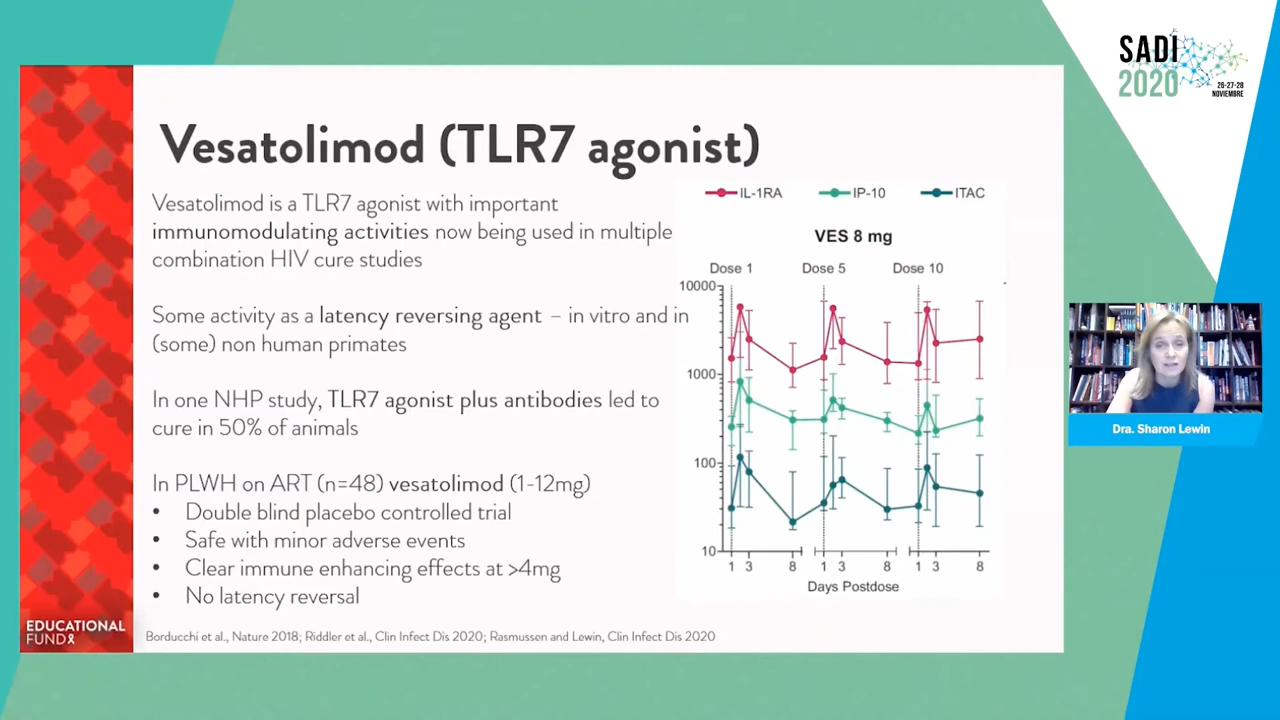 SADI
2020
26-27-28
NOVIEMBRE
Vesatolimod (TLR7 agonist)
Vesatolimod is a TLR7 agonist with important
immunomodulating activities now being used in multiple
combination HIV cure studies
Some activity as a latency reversing agent – in vitro and in
(some) non human primates
In one NHP study, TLR7 agonist plus antibodies led to
cure in 50% of animals
In PLWH on ART (n=48) vesatolimod (1-12mg)
• Double blind placebo controlled trial
• Safe with minor adverse events
• Clear immune enhancing effects at >4mg
• No latency reversal
IL-1RA IP-10 ITAC
VES 8 mg
Dose 1 Dose 5 Dose 10
10000
1000
100
10
1 3 8 1 3 8 1 3 8
Days Postdose
Borducchi et al., Nature 2018; Riddler et al., Clin Infect Dis 2020; Rasmussen and Lewin, Clin Infect Dis 2020
EDUCATIONAL
FUND
Dra. Sharon Lewin